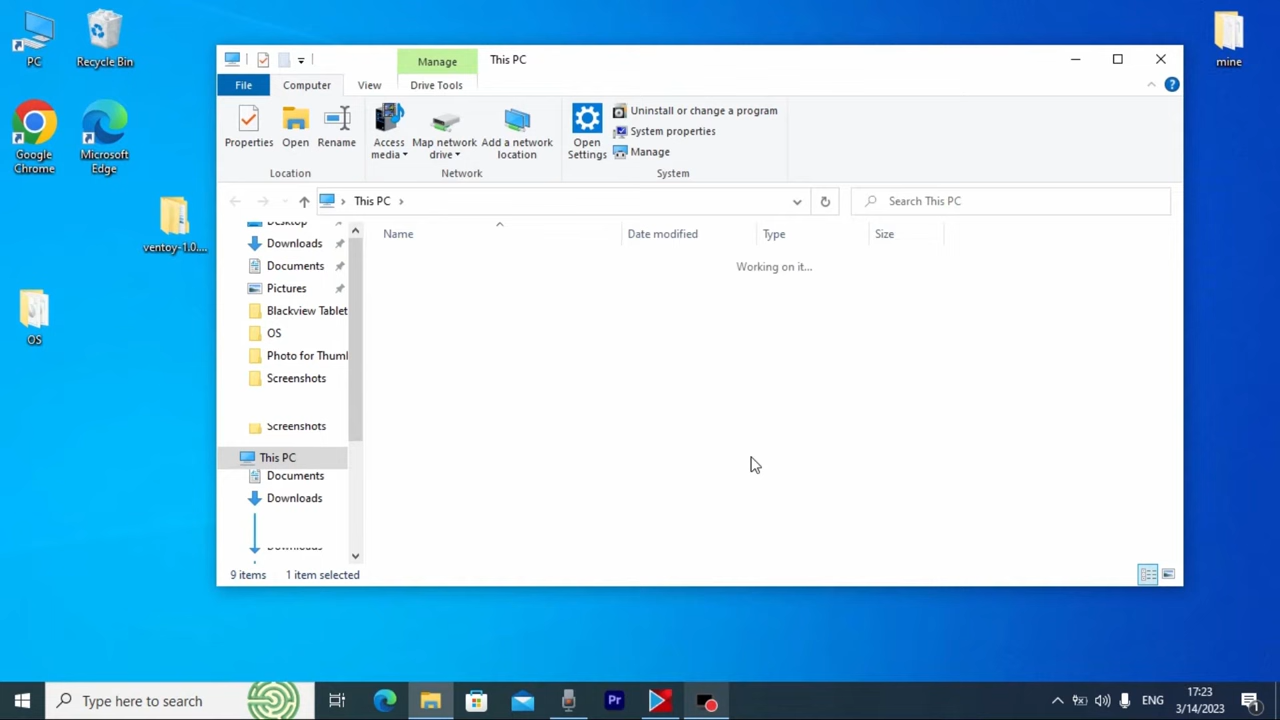 PC
Recycle Bin
mine
Google
Chrome
Microsoft
Edge
ventoy-1.0....
OS
Manage
This PC
File
Computer
View
Drive Tools
Properties
Open
Rename
Access
media
Map network
drive
Add a network
location
Open
Settings
Uninstall or change a program
System properties
Manage
Location
Network
System
This PC
Search This PC
Desktop
Downloads
Documents
Pictures
Blackview Tablet
OS
Photo for Thuml
Screenshots
Screenshots
This PC
Documents
Downloads
Downloads
Name
Date modified
Type
Size
Working on it...
9 items
1 item selected
Type here to search
Pr
ENG
17:23
3/14/2023
1